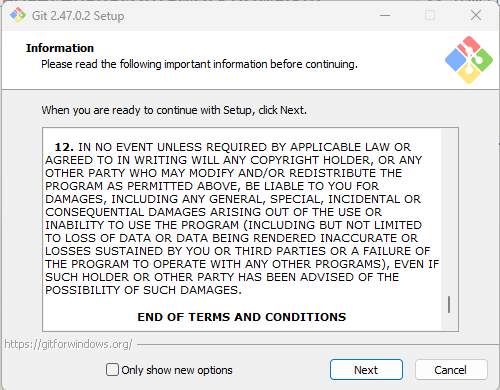 Git 2.47.0.2 Setup
Information
Please read the following important information before continuing.
When you are ready to continue with Setup, click Next.
12. IN NO EVENT UNLESS REQUIRED BY APPLICABLE LAW OR
AGREED TO IN WRITING WILL ANY COPYRIGHT HOLDER, OR ANY
OTHER PARTY WHO MAY MODIFY AND/OR REDISTRIBUTE THE
PROGRAM AS PERMITTED ABOVE, BE LIABLE TO YOU FOR
DAMAGES, INCLUDING ANY GENERAL, SPECIAL, INCIDENTAL OR
CONSEQUENTIAL DAMAGES ARISING OUT OF THE USE OR
INABILITY TO USE THE PROGRAM (INCLUDING BUT NOT LIMITED
TO LOSS OF DATA OR DATA BEING RENDERED INACCURATE OR
LOSSES SUSTAINED BY YOU OR THIRD PARTIES OR A FAILURE OF
THE PROGRAM TO OPERATE WITH ANY OTHER PROGRAMS), EVEN IF
SUCH HOLDER OR OTHER PARTY HAS BEEN ADVISED OF THE
POSSIBILITY OF SUCH DAMAGES.
END OF TERMS AND CONDITIONS
https://gitforwindows.org/
Only show new options
Next
Cancel